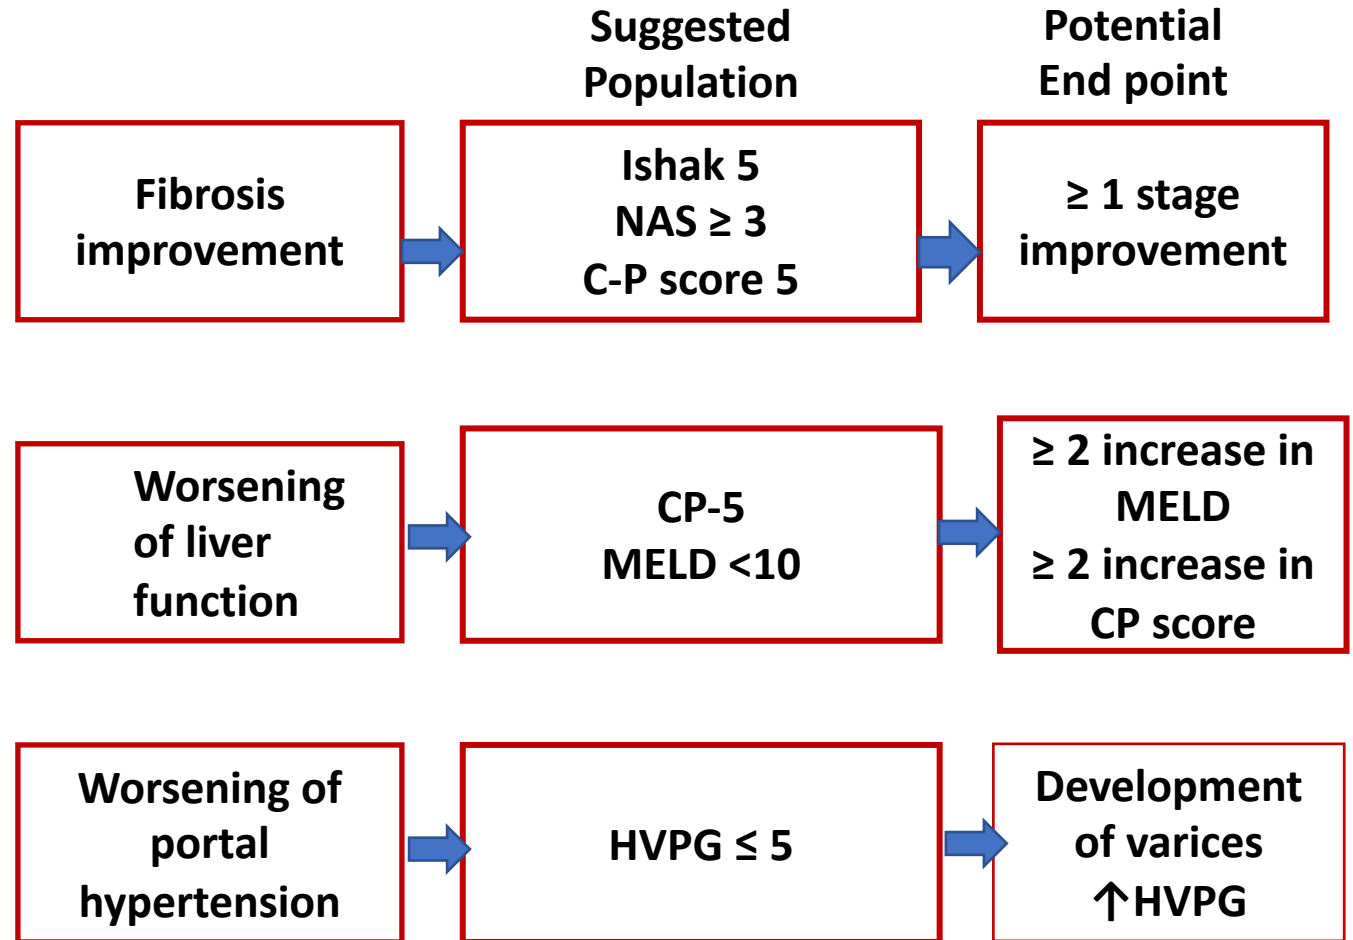 Suggested
Population
Potential
End point
Fibrosis
improvement
Ishak 5
NAS ≥ 3
C-P score 5
≥ 1 stage
improvement
Worsening
of liver
function
CP-5
MELD <10
≥ 2 increase in
MELD
≥ 2 increase in
CP score
Worsening of
portal
hypertension
HVPG ≤ 5
Development
of varices
↑HVPG